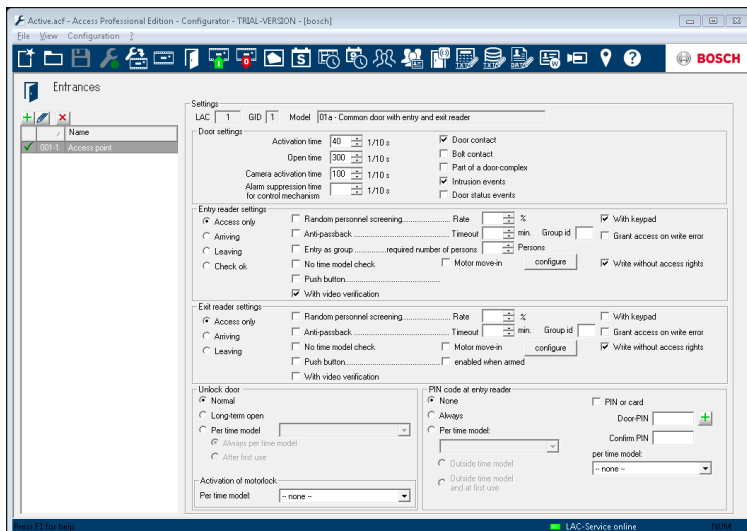 Active.acf - Access Professional Edition - Configurator - TRIAL-VERSION - [bosch]
File View Configuration ?
BOSCH
Entrances
Name
001-1 Access point
Settings
LAC 1 GID 1 Model 01a - Common door with entry and exit reader
Door settings
Activation time 40 1/10 s
Open time 300 1/10 s
Camera activation time 100 1/10 s
Alarm suppression time
for control mechanism 1/10 s
Door contact
Bolt contact
Part of a door-complex
Intrusion events
Door status events
Entry reader settings
Access only
Arriving
Leaving
Check ok
Random personnel screening.................... Rate %
Anti-passback .................................. Timeout min. Group id
Entry as group ..............required number of persons Persons
No time model check Motor move-in configure
Push button.................................
With video verification
With keypad
Grant access on write error
Write without access rights
Exit reader settings
Access only
Arriving
Leaving
Random personnel screening.................... Rate %
Anti-passback .................................. Timeout min. Group id
No time model check Motor move-in configure
Push button................................. enabled when armed
With video verification
With keypad
Grant access on write error
Write without access rights
Unlock door
Normal
Long-term open
Per time model
Always per time model
After first use
Activation of motorlock
Per time model: -- none --
PIN code at entry reader
None
Always
Per time model:
Outside time model
Outside time model
and at first use
PIN or card
Door-PIN
Confirm PIN
per time model:
-- none --
Press F1 for help LAC-Service online NUM